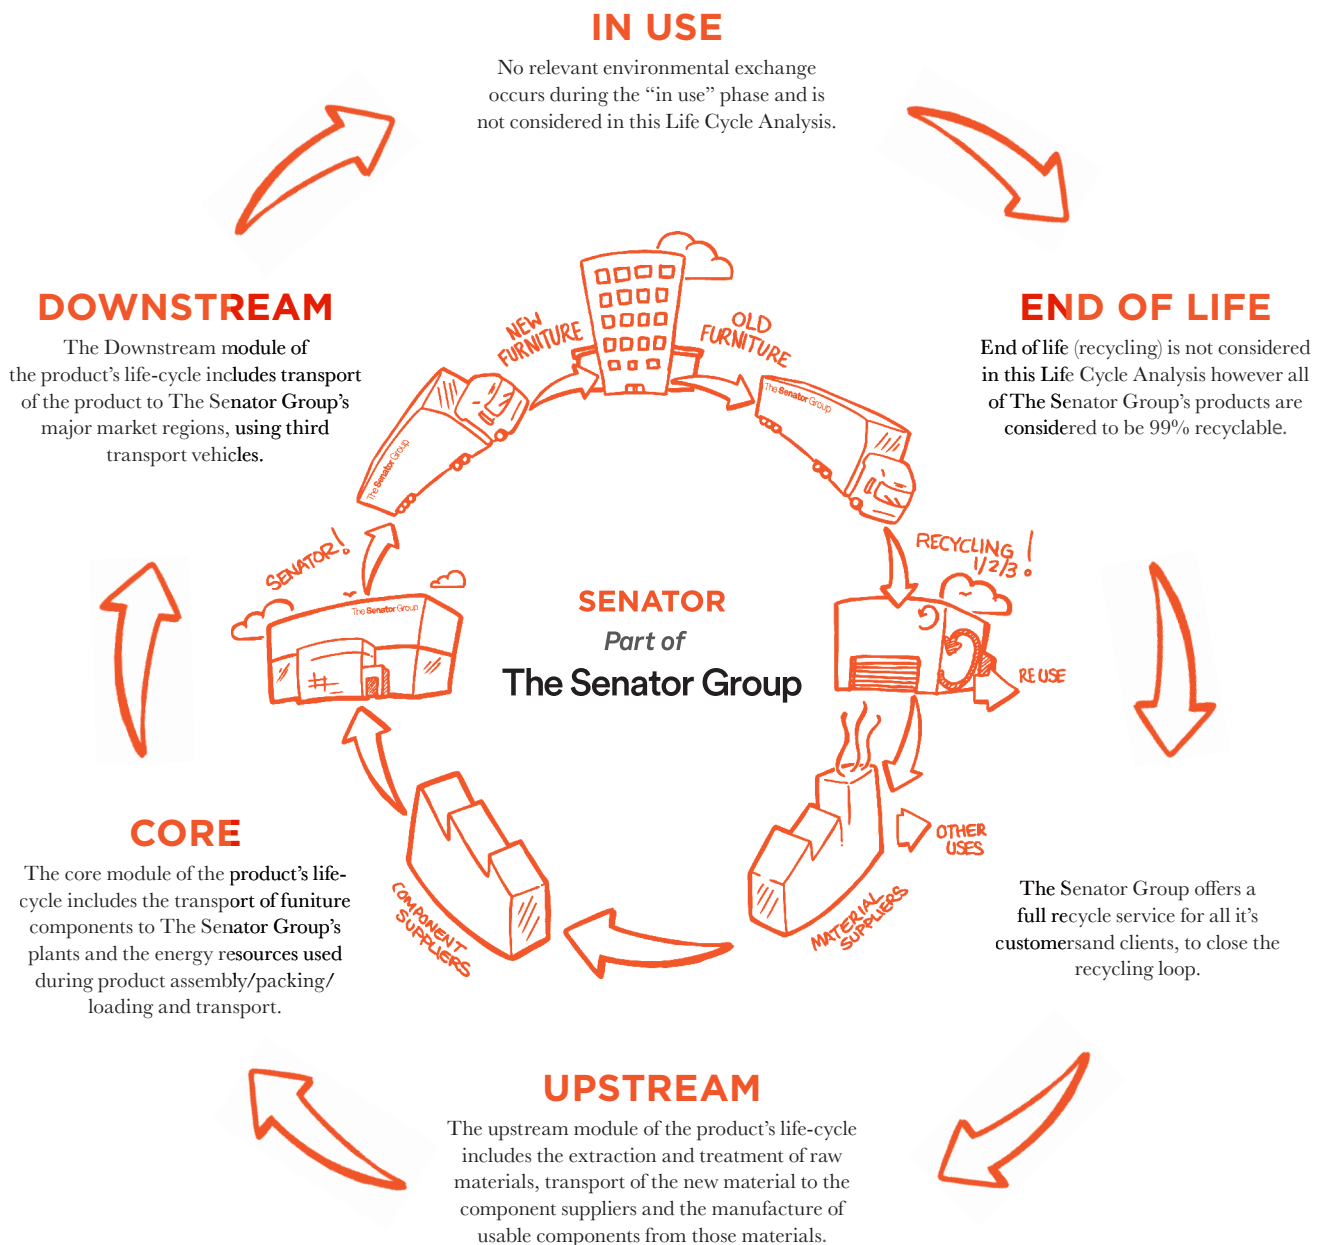 IN USE
No relevant environmental exchange
occurs during the “in use” phase and is
not considered in this Life Cycle Analysis.
DOWNSTREAM
The Downstream module of
the product’s life-cycle includes transport
of the product to The Senator Group’s
major market regions, using third
transport vehicles.
END OF LIFE
End of life (recycling) is not considered
in this Life Cycle Analysis however all
of The Senator Group’s products are
considered to be 99% recyclable.
NEW
FURNITURE
OLD
FURNITURE
The Senator Group
The Senator Group
SENATOR!
The Senator Group
RECYCLING !
1/2/3
RE USE
SENATOR
Part of
The Senator Group
CORE
The core module of the product’s life-
cycle includes the transport of funiture
components to The Senator Group’s
plants and the energy resources used
during product assembly/packing/
loading and transport.
COMPONENT
SUPPLIERS
MATERIAL
SUPPLIERS
OTHER
USES
The Senator Group offers a
full recycle service for all it’s
customersand clients, to close the
recycling loop.
UPSTREAM
The upstream module of the product’s life-cycle
includes the extraction and treatment of raw
materials, transport of the new material to the
component suppliers and the manufacture of
usable components from those materials.